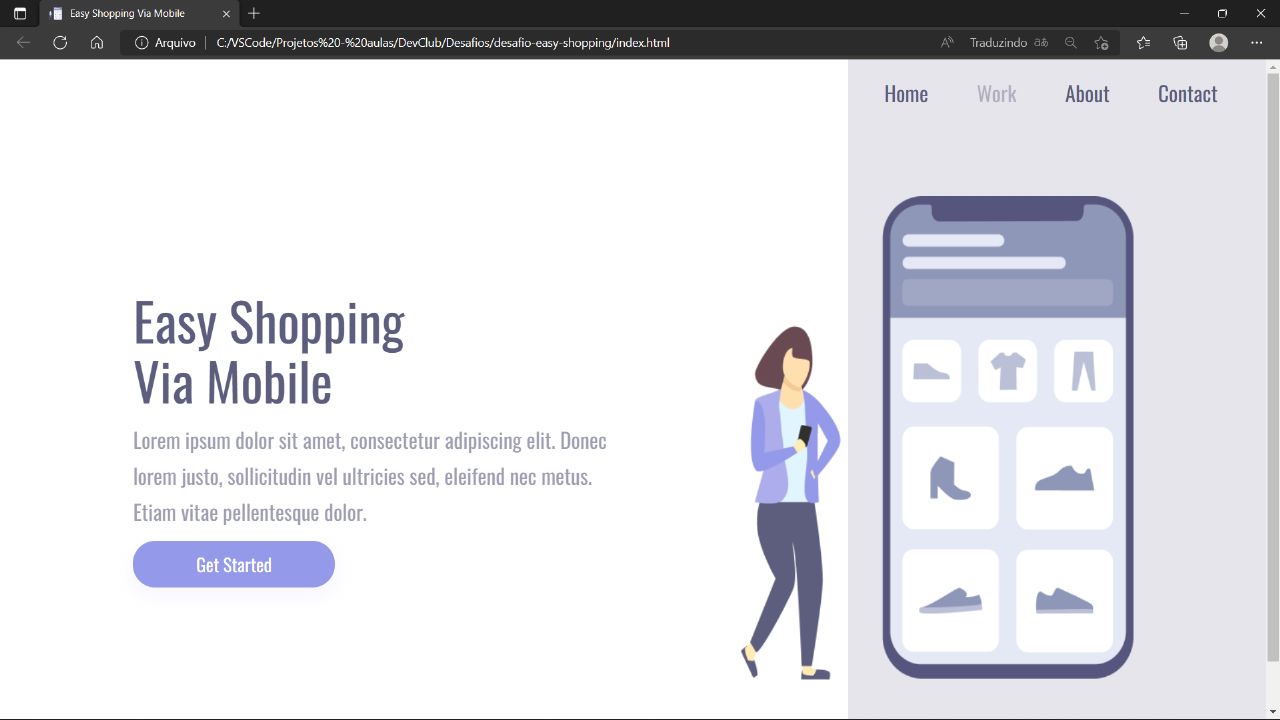 Easy Shopping Via Mobile
Arquivo
C:/VSCode/Projetos%20-%20aulas/DevClub/Desafios/desafio-easy-shopping/index.html
Traduzindo
Home Work About Contact
Easy Shopping
Via Mobile
Lorem ipsum dolor sit amet, consectetur adipiscing elit. Donec
lorem justo, sollicitudin vel ultricies sed, eleifend nec metus.
Etiam vitae pellentesque dolor.
Get Started